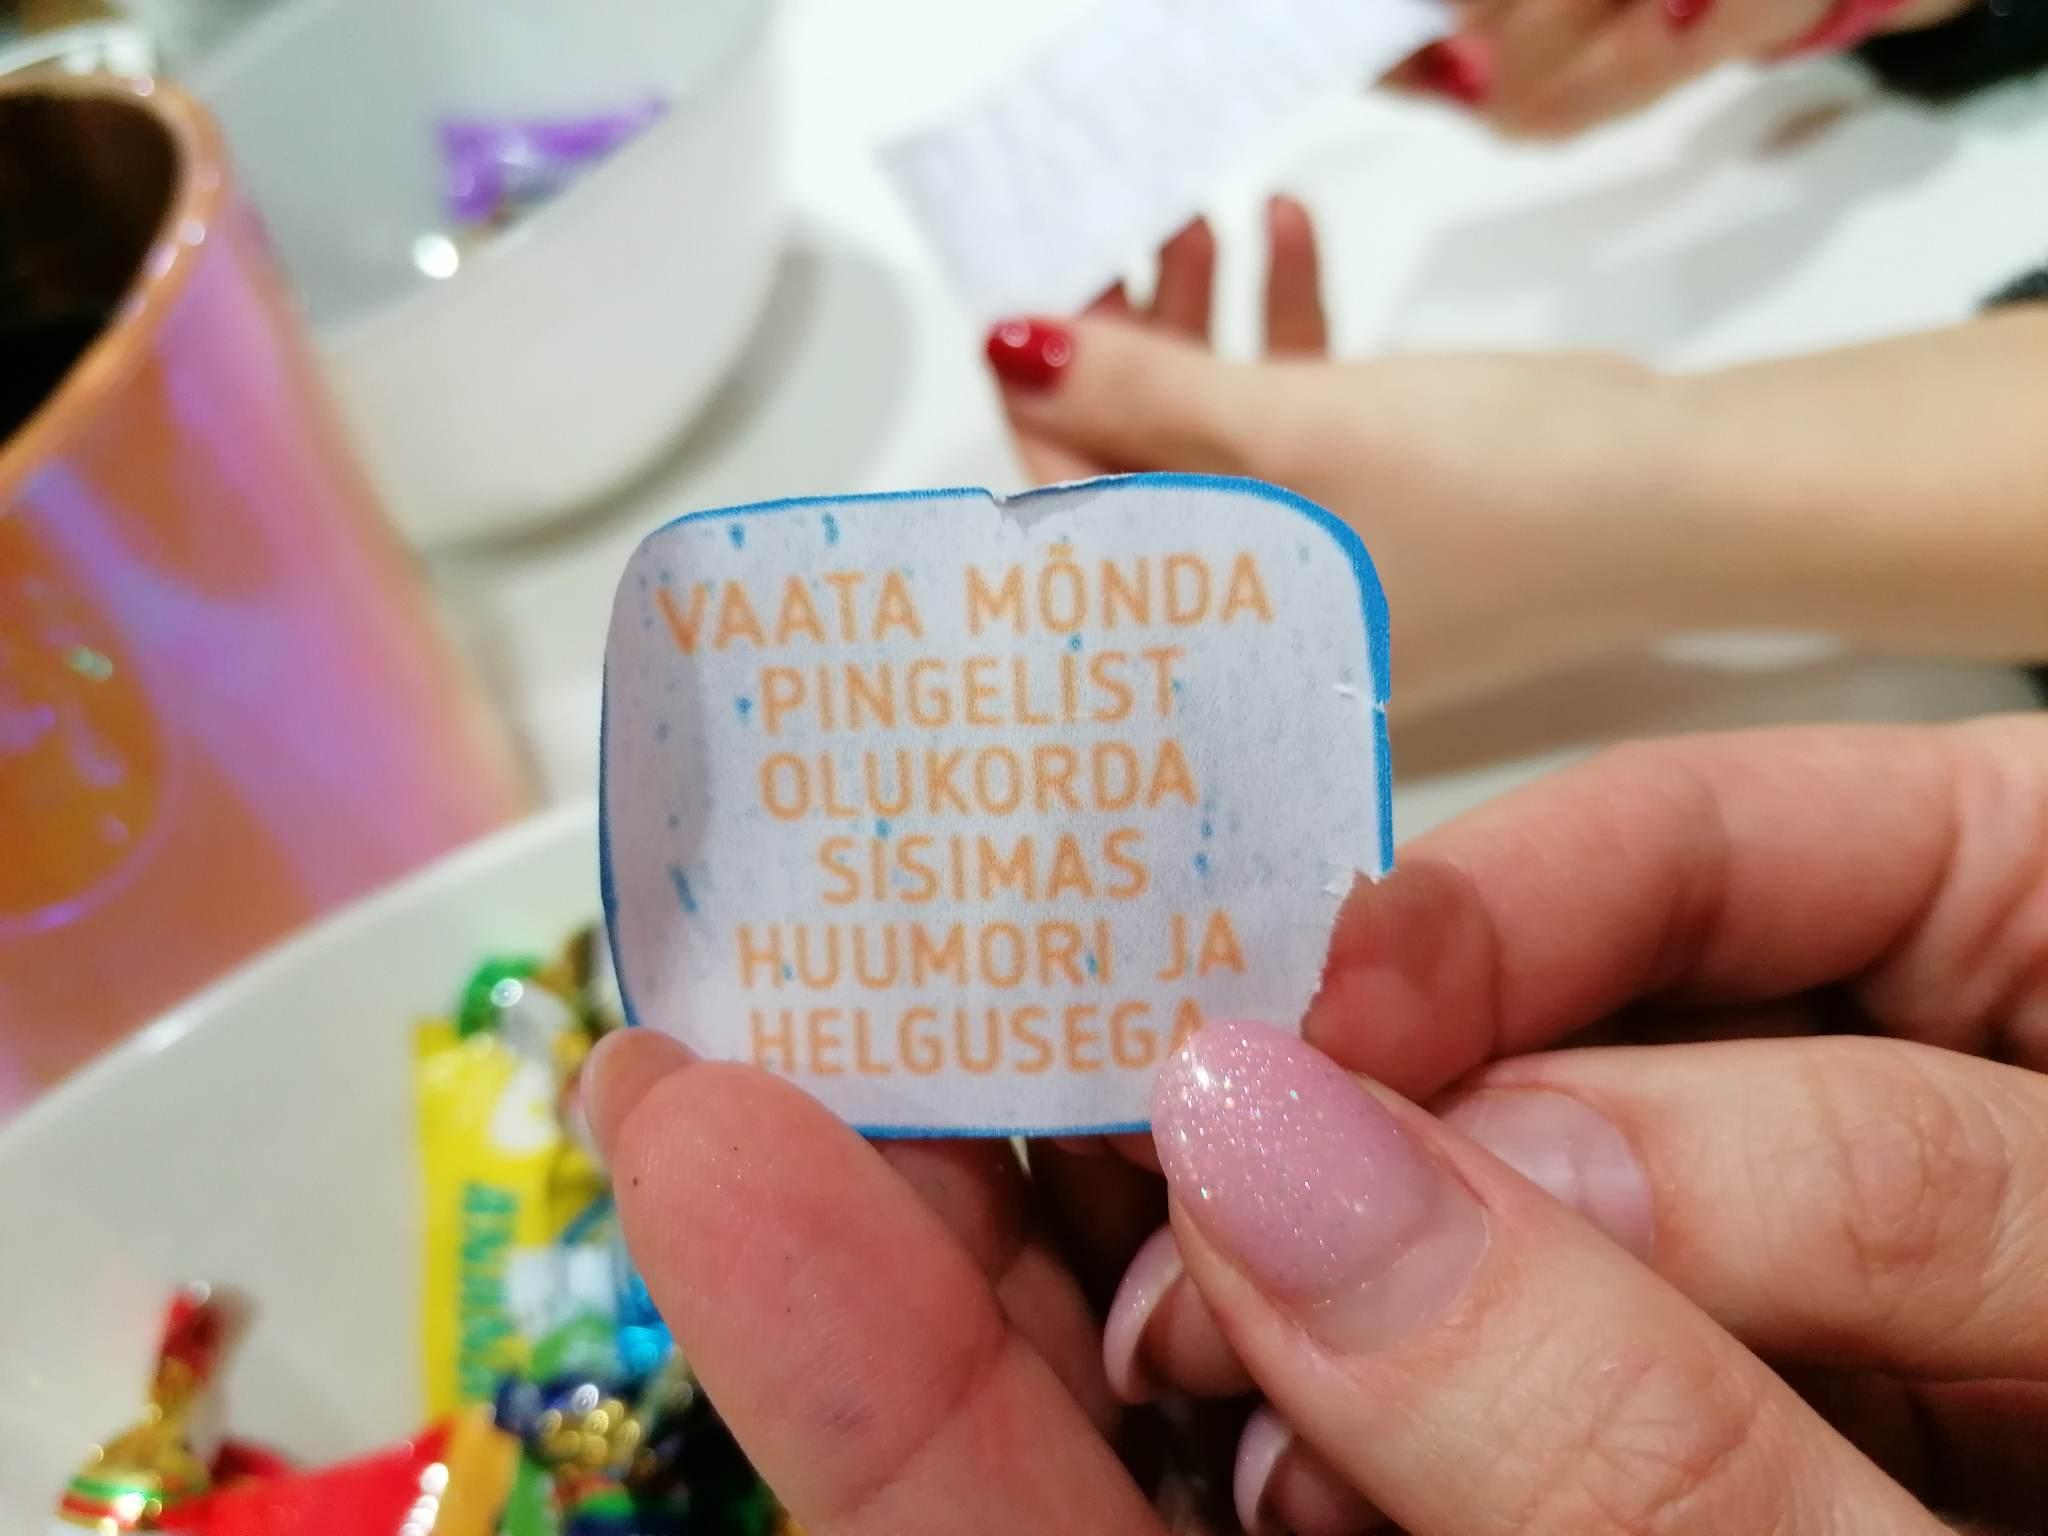 VAATA MÕNDA
PINGELIST
OLUKORDA
SISIMAS
HUUMORI JA
HELGUSEGA